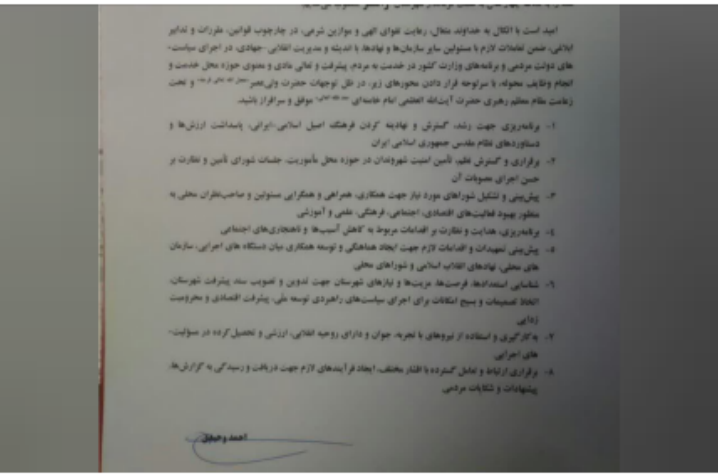 امید است با اتکال به خداوند متعال، رعایت تقوای الهی و موازین شرعی، در چارچوب قوانین، مقررات و تدابیر
ابلاغی، ضمن تعاملات لازم با مسئولین سایر سازمان‌ها و نهادها، با اندیشه و مدیریت انقلابی-جهادی، در اجرای سیاست-
های دولت مردمی و برنامه‌های وزارت کشور در خدمت به مردم، پیشرفت و تعالی مادی و معنوی حوزه محل خدمت و
انجام وظایف محوله، با سرلوحه قرار دادن محورهای زیر، در ظل توجهات حضرت ولی‌عصر و تحت
زعامت مقام معظم رهبری حضرت آیت‌الله العظمی امام خامنه‌ای موفق و سرافراز باشید.
۱- برنامه‌ریزی جهت رشد، گسترش و نهادینه کردن فرهنگ اصیل اسلامی-ایرانی، پاسداشت ارزش‌ها و
دستاوردهای نظام مقدس جمهوری اسلامی ایران
۲- برقراری و گسترش نظم، تأمین امنیت شهروندان در حوزه محل مأموریت، جلسات شورای تأمین و نظارت بر
حسن اجرای مصوبات آن
۳- پیش‌بینی و تشکیل شوراهای مورد نیاز جهت همکاری، همراهی و همگرایی مسئولین و صاحب‌نظران محلی به
منظور بهبود فعالیت‌های اقتصادی، اجتماعی، فرهنگی، علمی و آموزشی
۴- برنامه‌ریزی، هدایت و نظارت بر اقدامات مربوط به کاهش آسیب‌ها و ناهنجاری‌های اجتماعی
۵- پیش‌بینی تمهیدات و اقدامات لازم جهت ایجاد هماهنگی و توسعه همکاری میان دستگاه های اجرایی، سازمان
های محلی، نهادهای انقلاب اسلامی و شوراهای محلی
۶- شناسایی استعدادها، فرصت‌ها، مزیت‌ها و نیازهای شهرستان جهت تدوین و تصویب سند پیشرفت شهرستان،
اتخاذ تصمیمات و بسیج امکانات برای اجرای سیاست‌های راهبردی توسعه ملی، پیشرفت اقتصادی و محرومیت
زدایی
۷- به‌کارگیری و استفاده از نیروهای با تجربه، جوان و دارای روحیه انقلابی، ارزشی و تحصیل‌کرده در مسؤلیت-
های اجرایی
۸- برقراری ارتباط و تعامل گسترده با اقشار مختلف، ایجاد فرآیندهای لازم جهت دریافت و رسیدگی به گزارش‌ها،
پیشنهادات و شکایات مردمی
احمد وحیدی